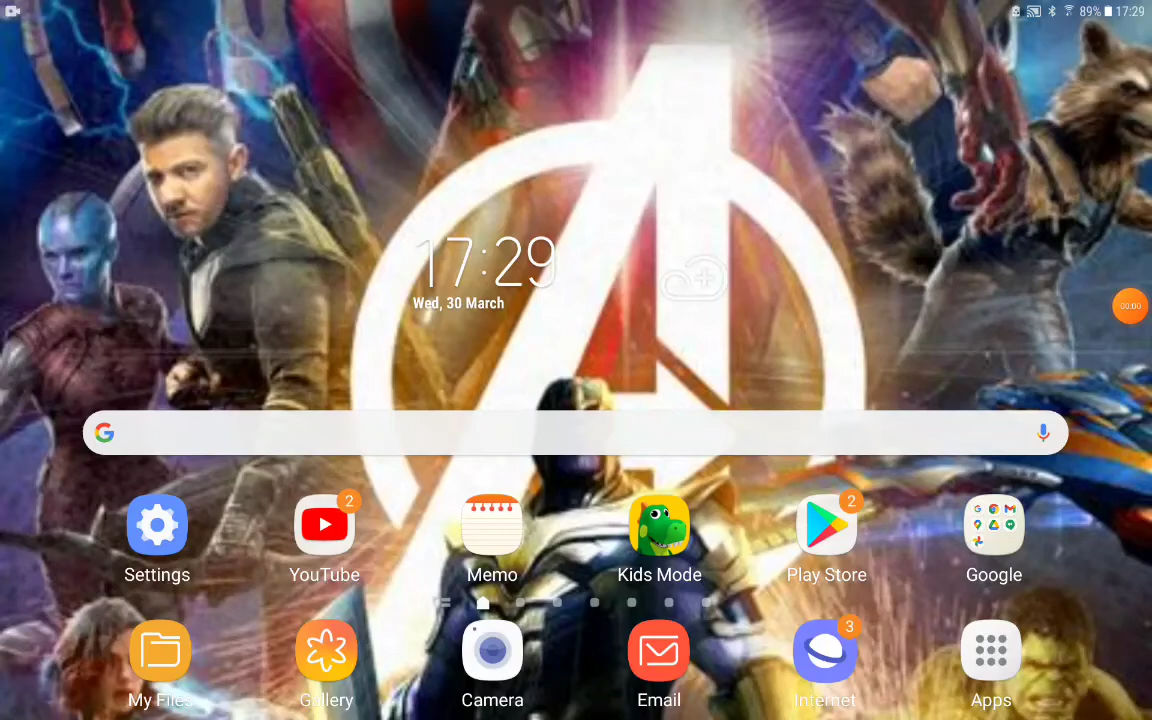 89% 17:29
17:29
Wed, 30 March
00:00
2
2
Settings
YouTube
Memo
Kids Mode
Play Store
Google
3
My Files
Gallery
Camera
Email
Internet
Apps